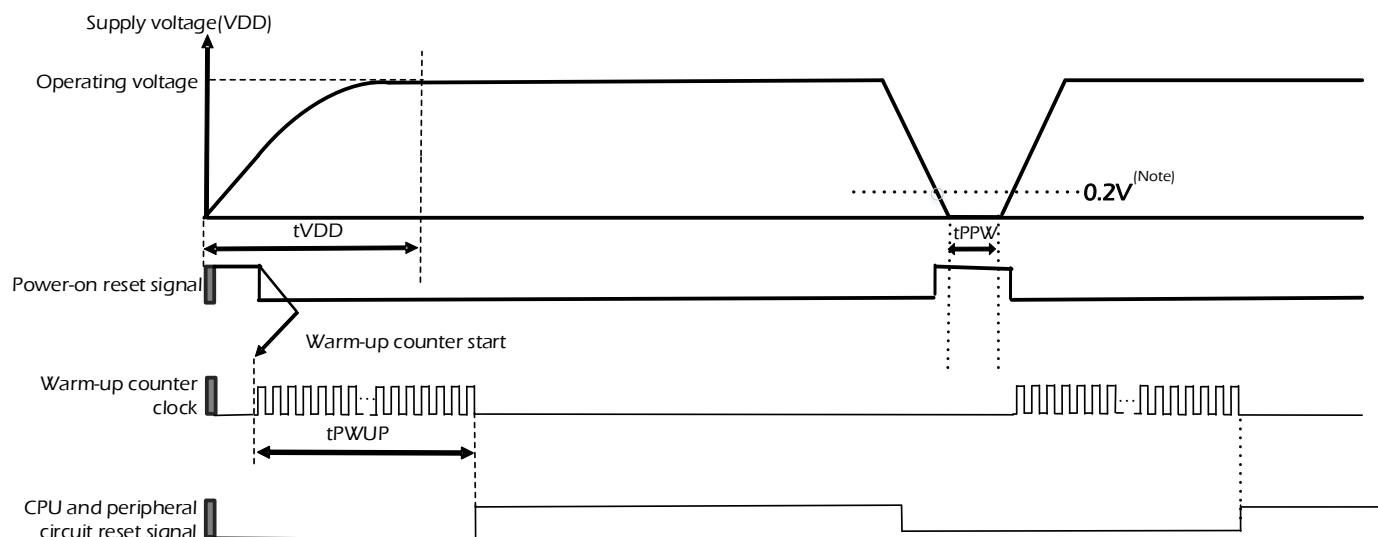 Supply voltage(VDD)
Operating voltage
0.2V(Note)
tVDD
tPPW
Power-on reset signal
Warm-up counter start
Warm-up counter
clock
tPWUP
CPU and peripheral
circuit reset signal